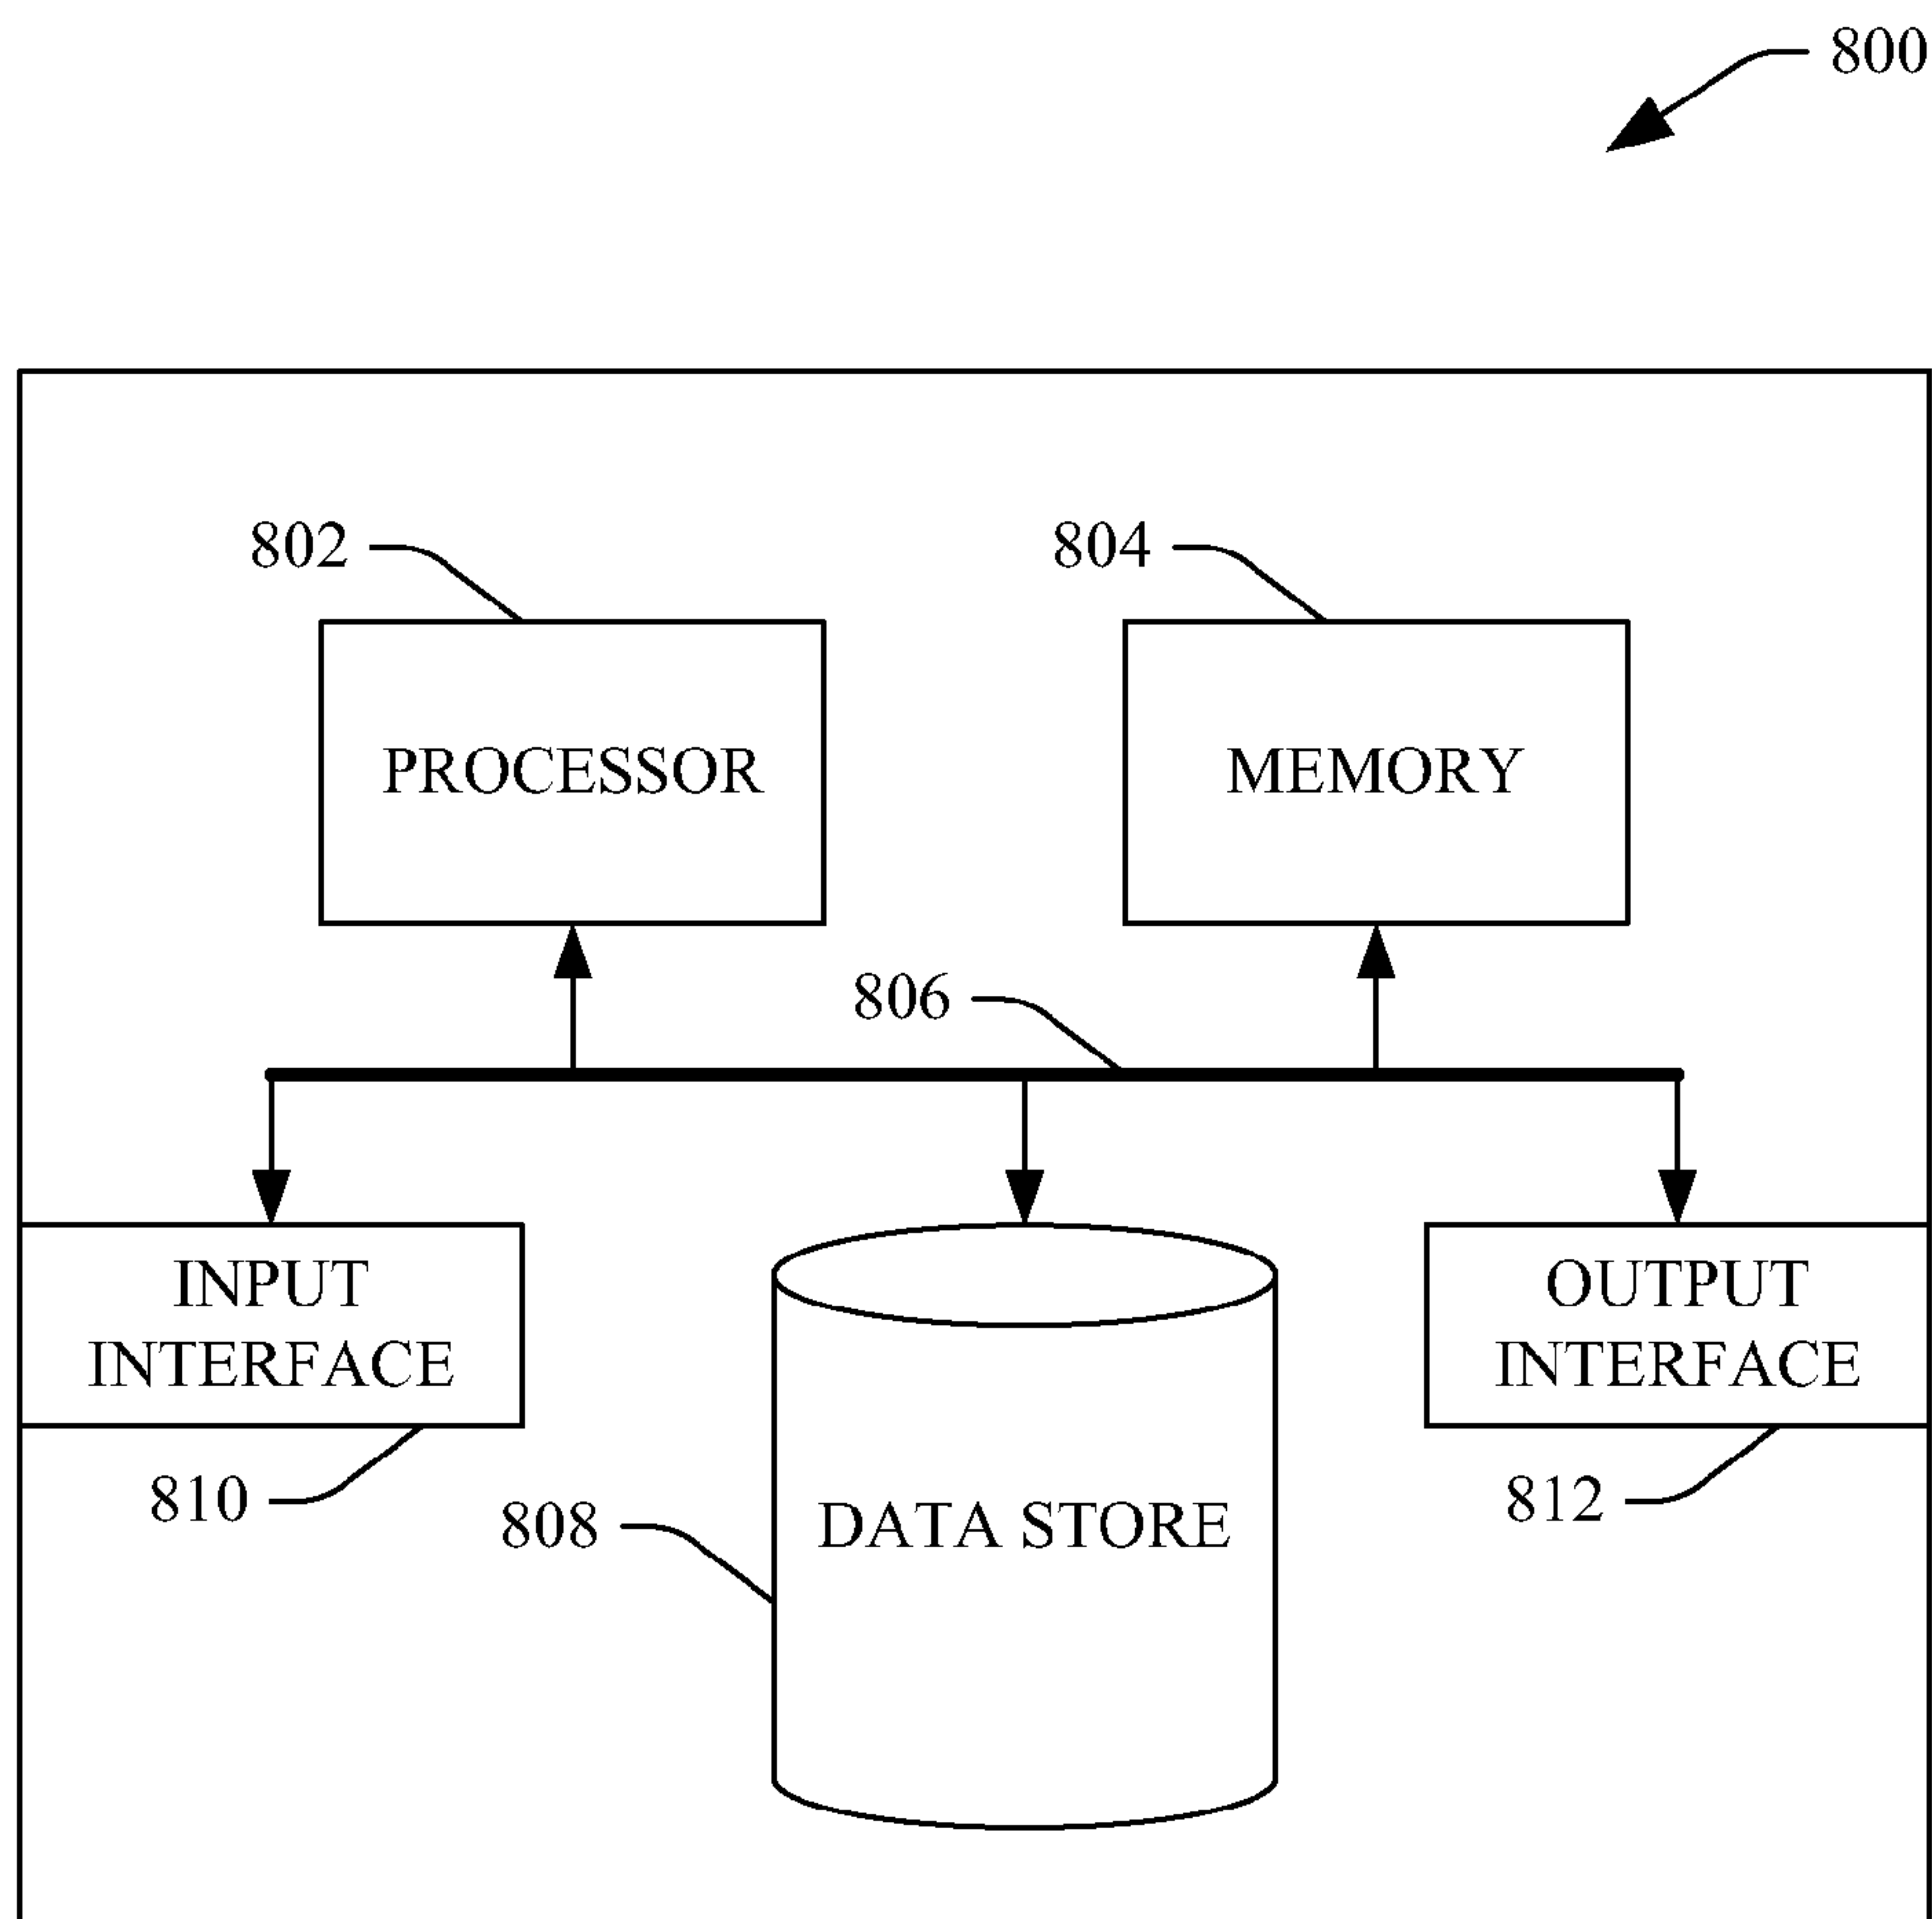 800
802
804
PROCESSOR
MEMORY
806
INPUT
INTERFACE
OUTPUT
INTERFACE
810
808
DATA STORE
812